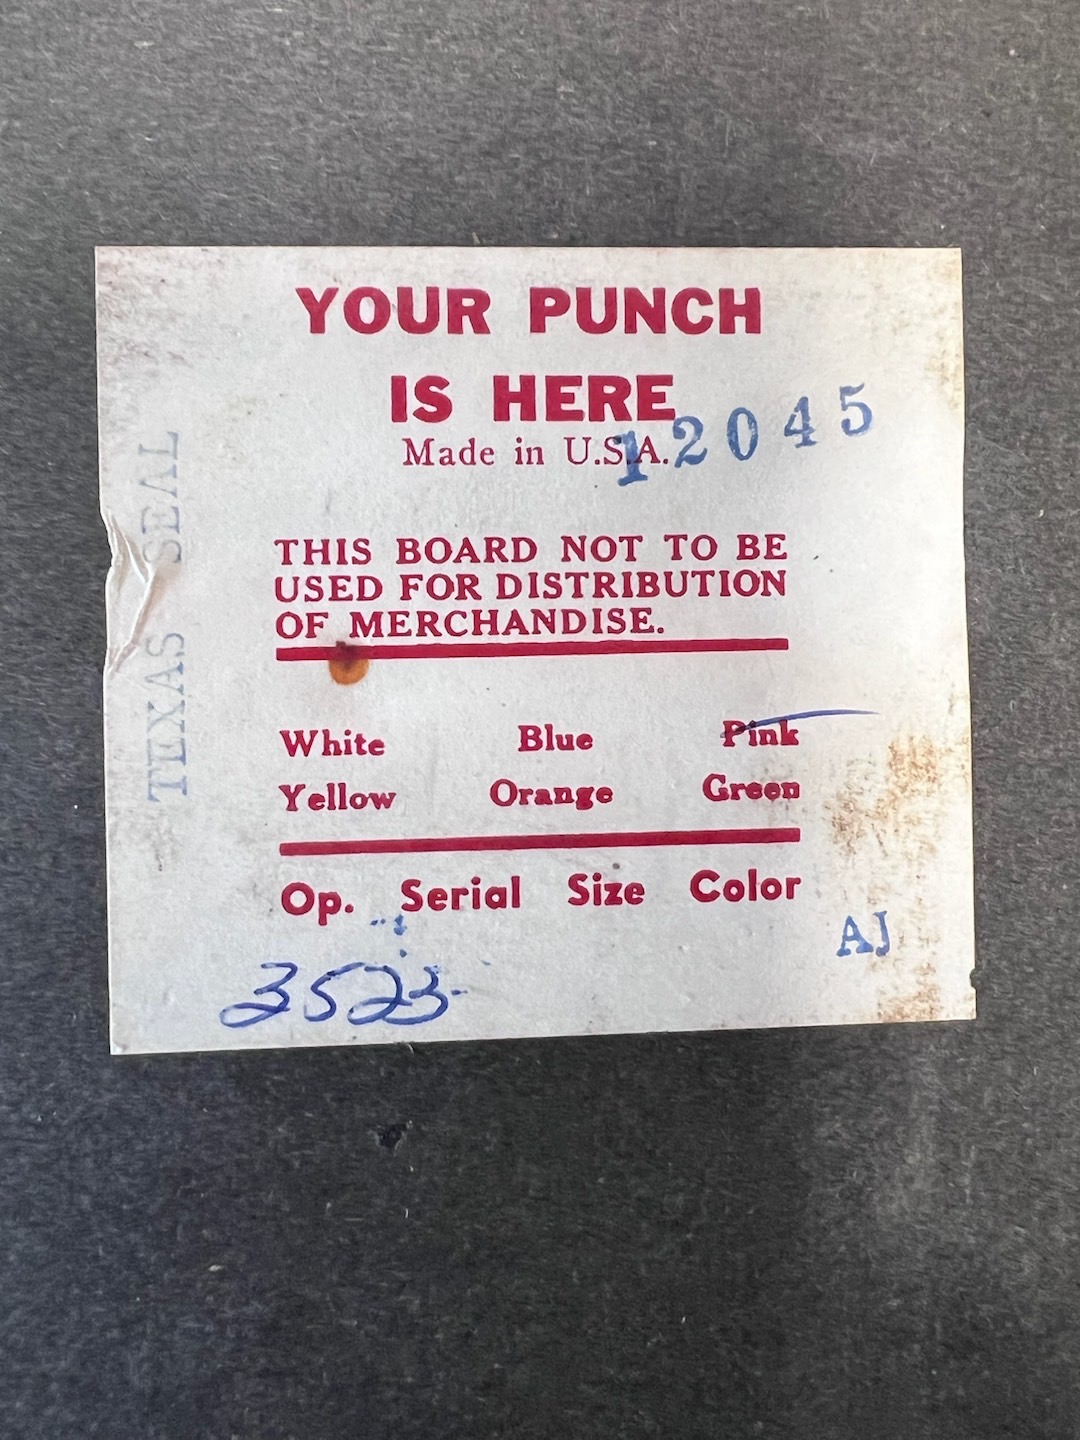 YOUR PUNCH
IS HERE
Made in U.S.A.
12045
THIS BOARD NOT TO BE
USED FOR DISTRIBUTION
OF MERCHANDISE.
TEXAS SEAL
White Blue Pink
Yellow Orange Green
Op. Serial Size Color
AJ
3523